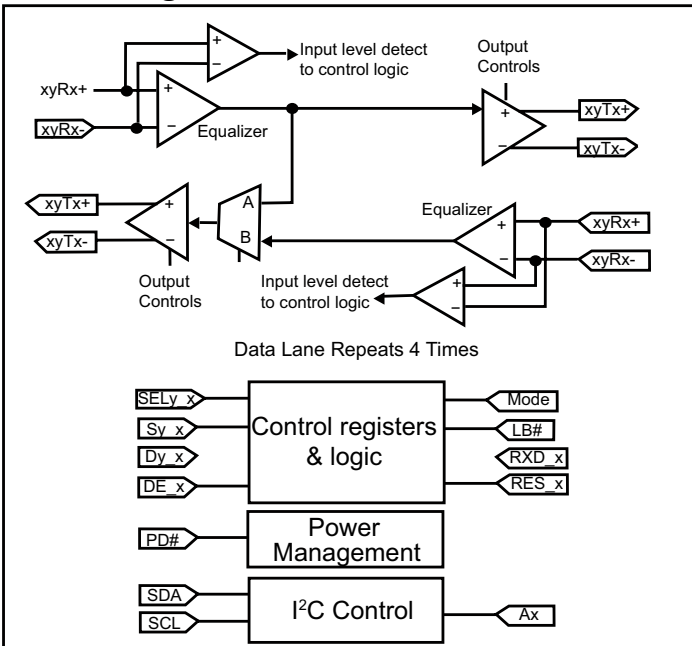 +
−
Input level detect
to control logic
Output
Controls
xyRx+
+
xyRx-
−
Equalizer
+
−
xyTx+
xyTx-
xyTx+
+
xyTx-
−
A
B
Equalizer
+
−
xyRx+
xyRx-
Output
Controls
Input level detect
to control logic
+
−
Data Lane Repeats 4 Times
SELy_x
Sy_x
Dy_x
DE_x
Control registers
& logic
Mode
LB#
RXD_x
RES_x
PD#
Power
Management
SDA
SCL
I²C Control
Ax